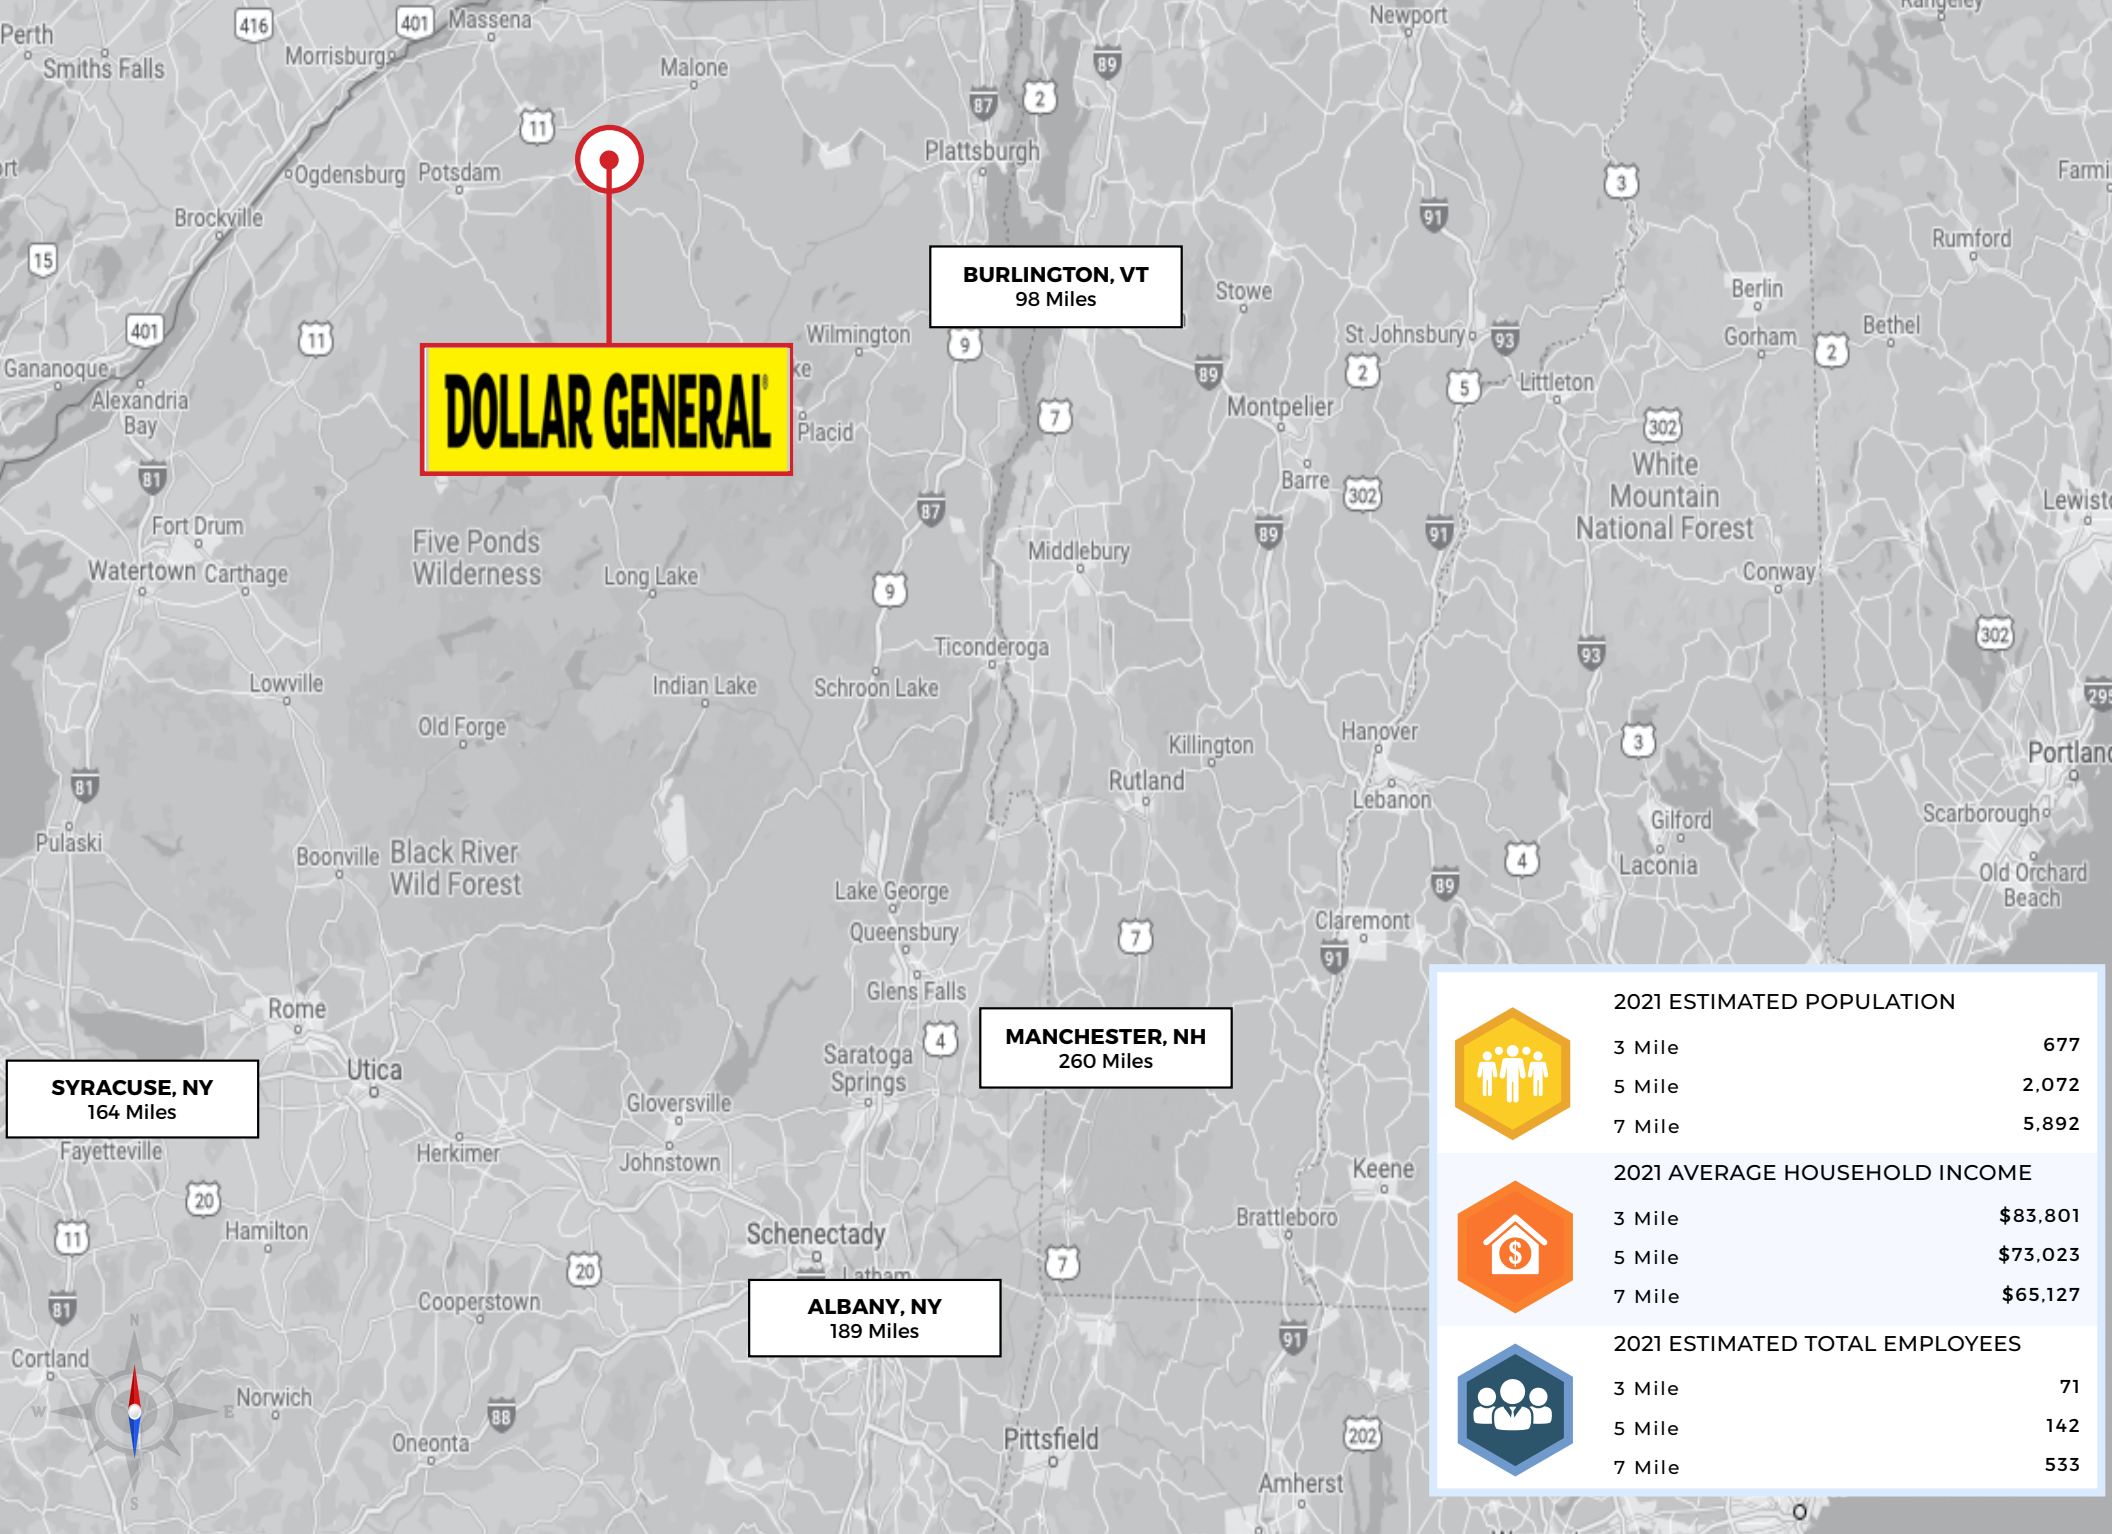 416
401
Massena
Newport
Rangeley
Perth
Smiths Falls
Morrisburg
Malone
89
87
2
11
Plattsburgh
Ogdensburg
Potsdam
3
Farmi
Brockville
91
Rumford
15
BURLINGTON, VT
98 Miles
Stowe
Berlin
401
11
Wilmington
9
St Johnsbury
93
Gorham
2
Bethel
Gananoque
DOLLAR GENERAL®
ke
Placid
89
2
5
Littleton
Alexandria
Bay
7
Montpelier
302
White
Mountain
National Forest
81
Barre
302
87
89
91
Lewisto
Fort Drum
Five Ponds
Wilderness
Middlebury
Watertown
Carthage
Long Lake
9
Conway
Ticonderoga
302
93
Lowville
Indian Lake
Schroon Lake
295
Old Forge
Hanover
3
Killington
Rutland
Portland
81
Lebanon
Scarborough
Pulaski
Gilford
Boonville
Black River
Wild Forest
4
Laconia
Old Orchard
Beach
Lake George
89
Queensbury
7
Claremont
91
Glens Falls
Rome
4
MANCHESTER, NH
260 Miles
Saratoga
Springs
Utica
SYRACUSE, NY
164 Miles
Gloversville
Fayetteville
Herkimer
Johnstown
Keene
20
11
Hamilton
Schenectady
Brattleboro
20
7
Latham
ALBANY, NY
189 Miles
81
Cooperstown
91
N
W
E
S
Cortland
Norwich
88
Oneonta
Pittsfield
202
Amherst
2021 ESTIMATED POPULATION
3 Mile 677
5 Mile 2,072
7 Mile 5,892
2021 AVERAGE HOUSEHOLD INCOME
3 Mile $83,801
5 Mile $73,023
7 Mile $65,127
2021 ESTIMATED TOTAL EMPLOYEES
3 Mile 71
5 Mile 142
7 Mile 533